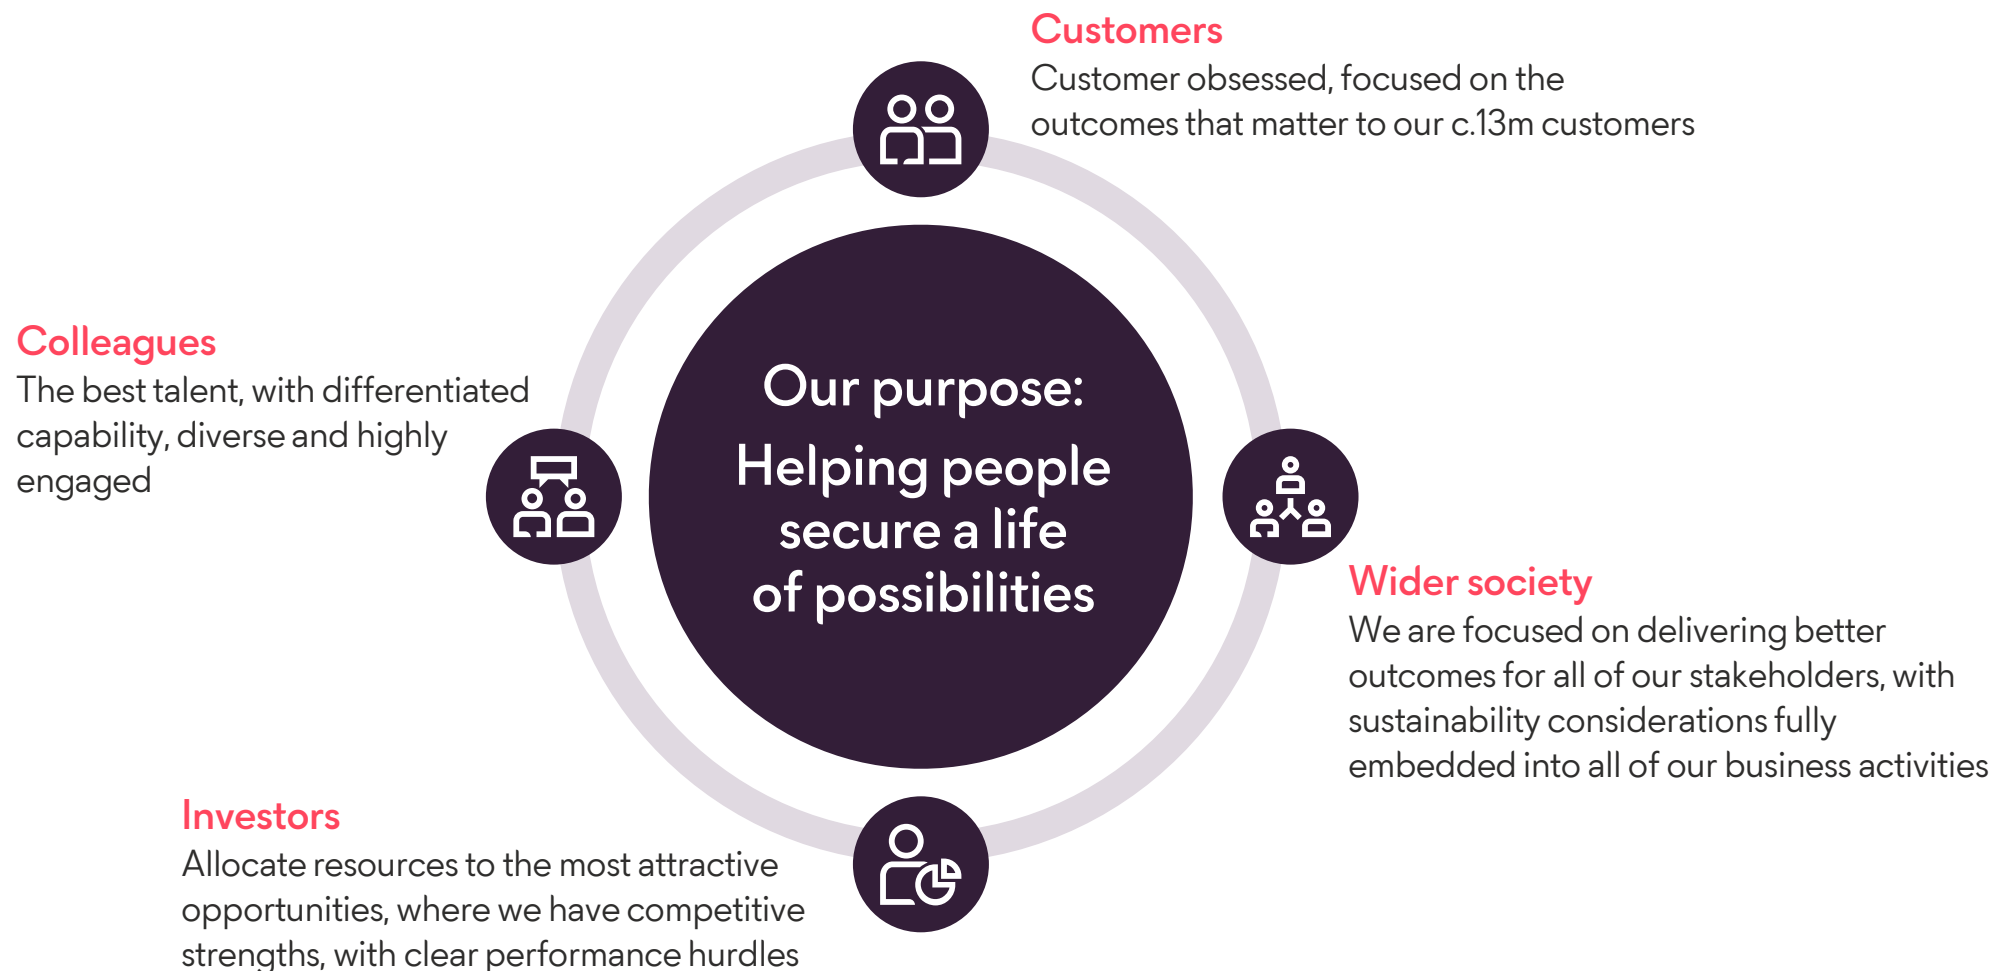 Customers
Customer obsessed, focused on the
outcomes that matter to our c.13m customers
Colleagues
The best talent, with differentiated
capability, diverse and highly
engaged
Our purpose:
Helping people
secure a life
of possibilities
Wider society
We are focused on delivering better
outcomes for all of our stakeholders, with
sustainability considerations fully
embedded into all of our business activities
Investors
Allocate resources to the most attractive
opportunities, where we have competitive
strengths, with clear performance hurdles